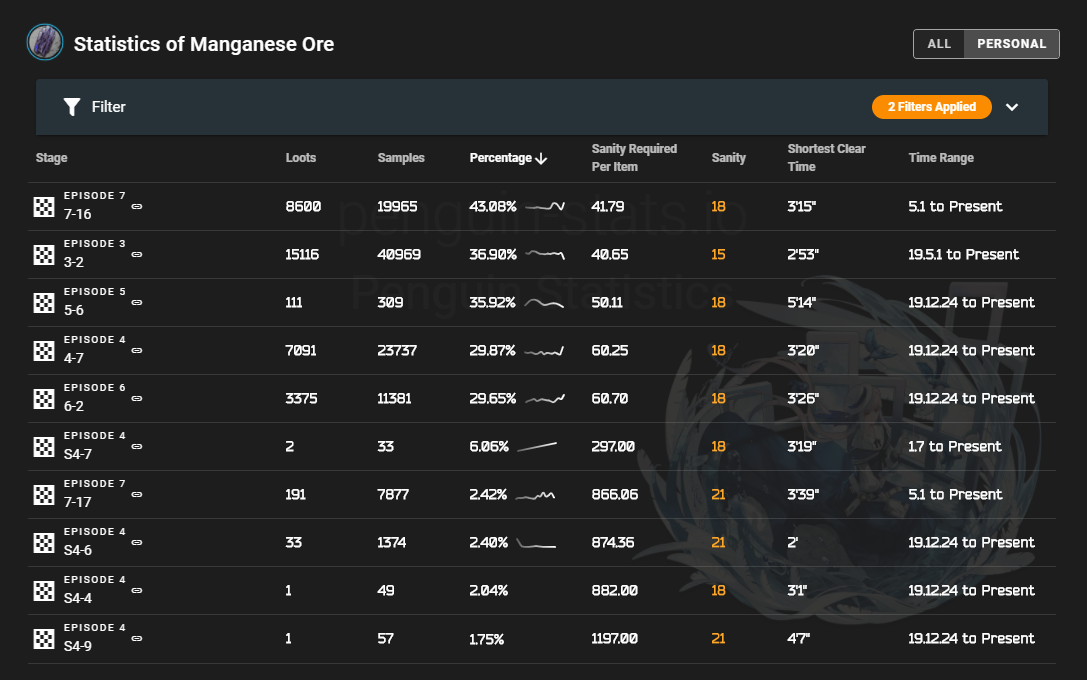 Statistics of Manganese Ore
ALL PERSONAL
Filter
2 Filters Applied
Stage Loots Samples Percentage Sanity Required Per Item Sanity Shortest Clear Time Time Range
EPISODE 7
7-16 8600 19965 43.08% 41.79 18 3'15" 5.1 to Present
EPISODE 3
3-2 15116 40969 36.90% 40.65 15 2'53" 19.5.1 to Present
EPISODE 5
5-6 111 309 35.92% 50.11 18 5'14" 19.12.24 to Present
EPISODE 4
4-7 7091 23737 29.87% 60.25 18 3'20" 19.12.24 to Present
EPISODE 6
6-2 3375 11381 29.65% 60.70 18 3'26" 19.12.24 to Present
EPISODE 4
S4-7 2 33 6.06% 297.00 18 3'19" 1.7 to Present
EPISODE 7
7-17 191 7877 2.42% 866.06 21 3'39" 5.1 to Present
EPISODE 4
S4-6 33 1374 2.40% 874.36 21 2' 19.12.24 to Present
EPISODE 4
S4-4 1 49 2.04% 882.00 18 3'1" 19.12.24 to Present
EPISODE 4
S4-9 1 57 1.75% 1197.00 21 4'7" 19.12.24 to Present
penguin-stats.io
Penguin Statistics